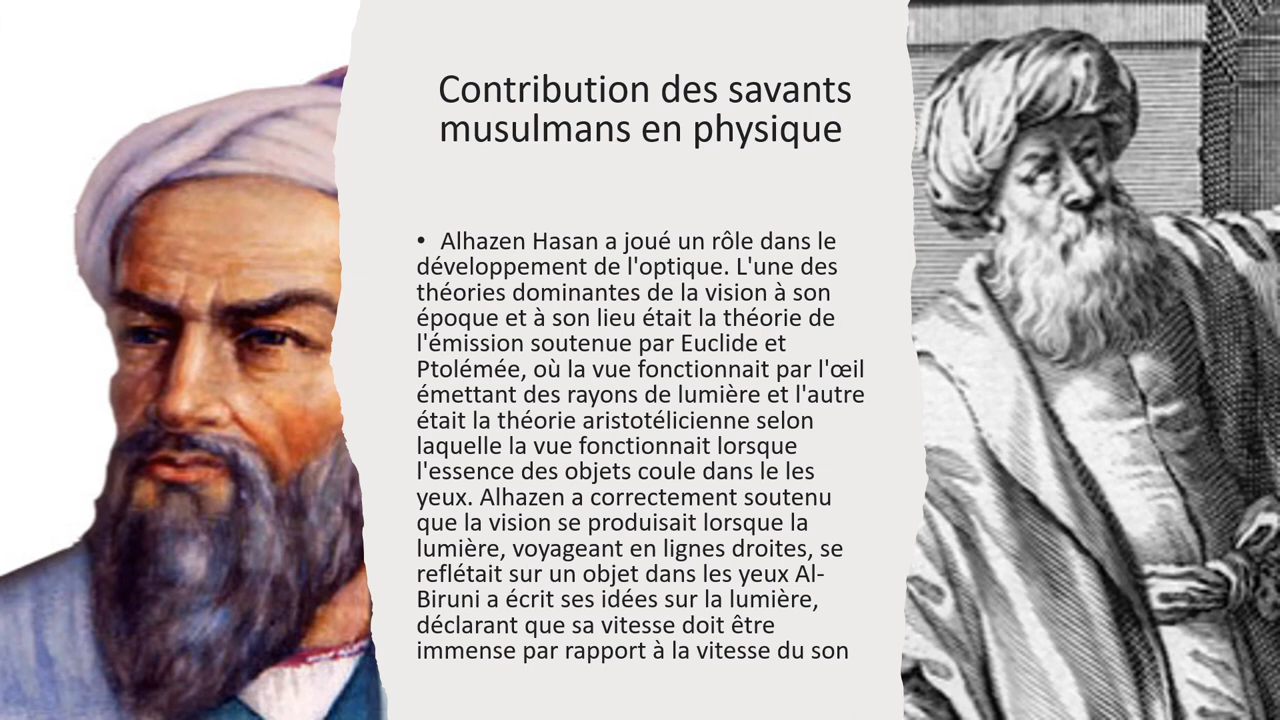 Contribution des savants
musulmans en physique
• Alhazen Hasan a joué un rôle dans le
développement de l'optique. L'une des
théories dominantes de la vision à son
époque et à son lieu était la théorie de
l'émission soutenue par Euclide et
Ptolémée, où la vue fonctionnait par l'œil
émettant des rayons de lumière et l'autre
était la théorie aristotélicienne selon
laquelle la vue fonctionnait lorsque
l'essence des objets coule dans le les
yeux. Alhazen a correctement soutenu
que la vision se produisait lorsque la
lumière, voyageant en lignes droites, se
reflétait sur un objet dans les yeux Al-
Biruni a écrit ses idées sur la lumière,
déclarant que sa vitesse doit être
immense par rapport à la vitesse du son